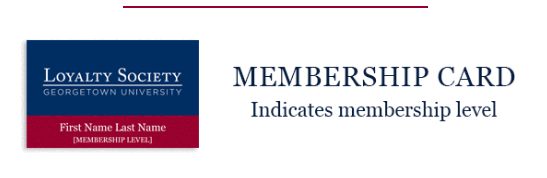 LOYALTY SOCIETY
GEORGETOWN UNIVERSITY
First Name Last Name
[MEMBERSHIP LEVEL]
MEMBERSHIP CARD
Indicates membership level